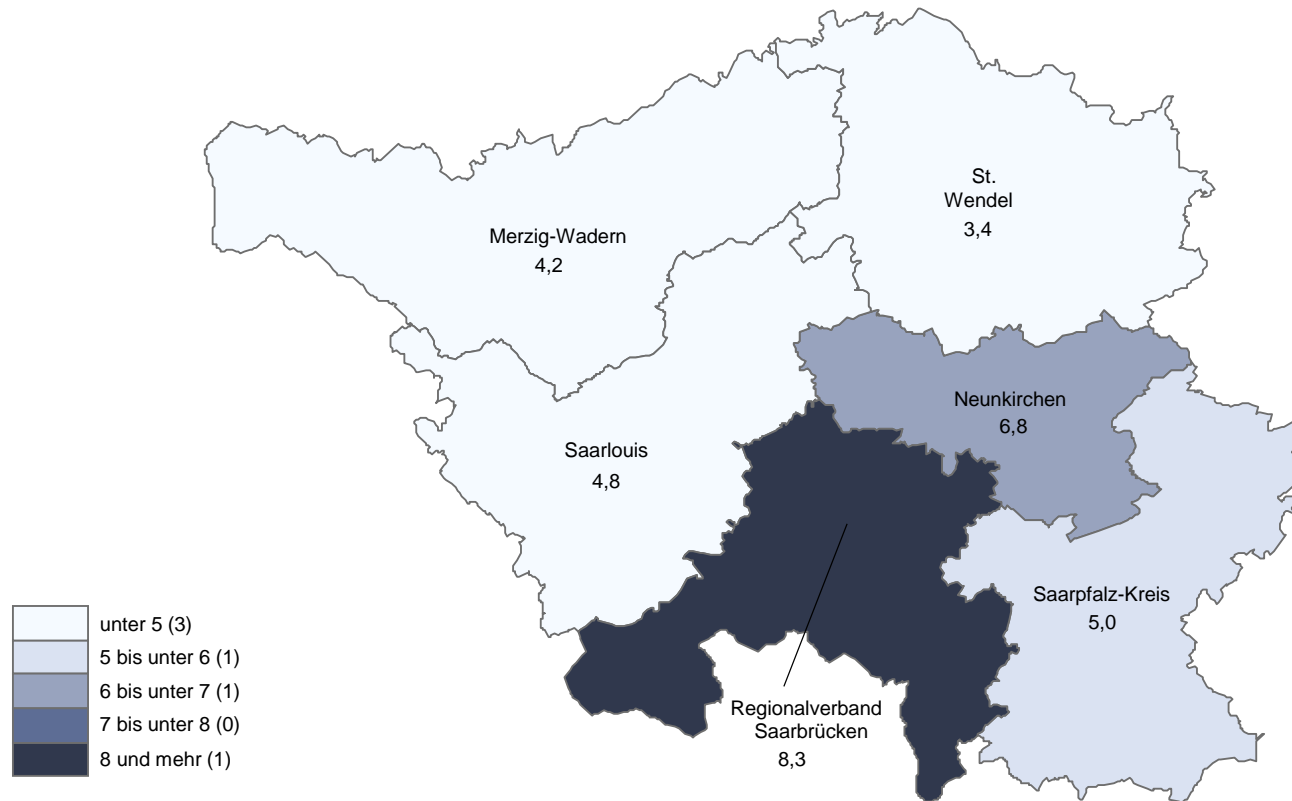 St.
Wendel
3,4
Merzig-Wadern
4,2
Neunkirchen
6,8
Saarlouis
4,8
Saarpfalz-Kreis
5,0
Regionalverband
Saarbrücken
8,3
unter 5 (3)
5 bis unter 6 (1)
6 bis unter 7 (1)
7 bis unter 8 (0)
8 und mehr (1)